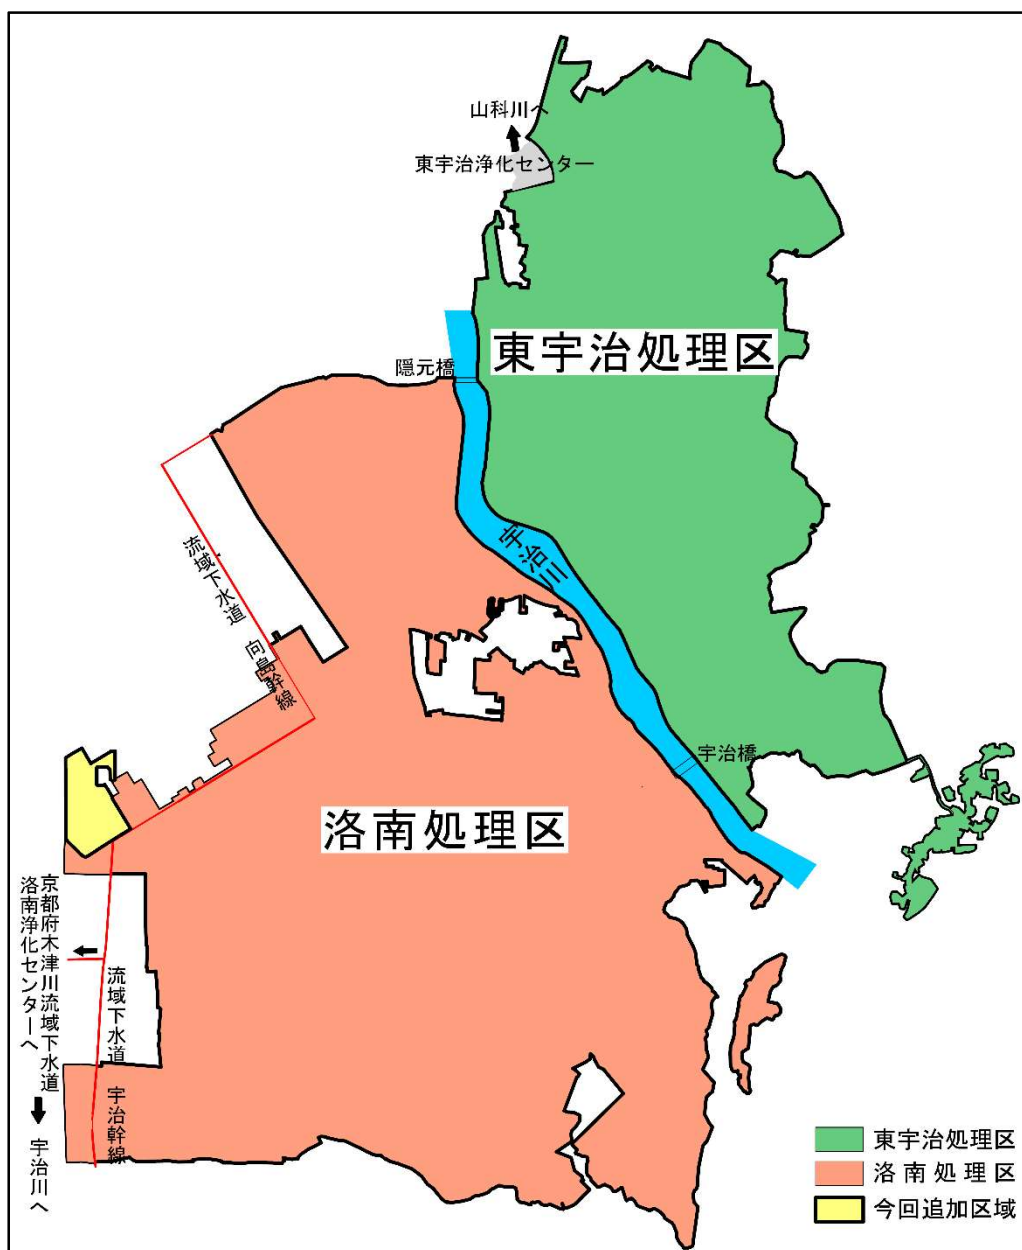 山科川へ
東宇治浄化センター
東宇治処理区
隠元橋
宇治川
流域下水道 向島幹線
宇治橋
洛南処理区
京都府木津川流域下水道
洛南浄化センターへ
宇治川へ
流域下水道 宇治幹線
東宇治処理区
洛南処理区
今回追加区域